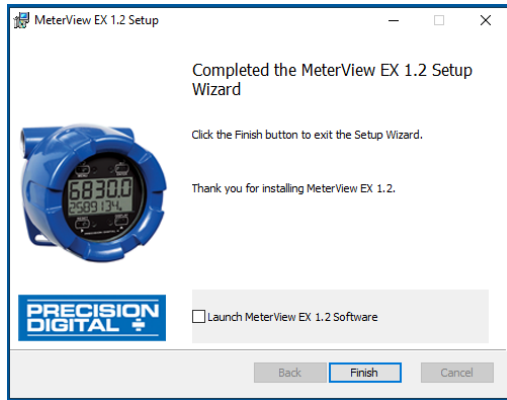 MeterView EX 1.2 Setup
Completed the MeterView EX 1.2 Setup
Wizard
Click the Finish button to exit the Setup Wizard.
Thank you for installing MeterView EX 1.2.
68300
2589134
PRECISION
DIGITAL
Launch MeterView EX 1.2 Software
Back
Finish
Cancel